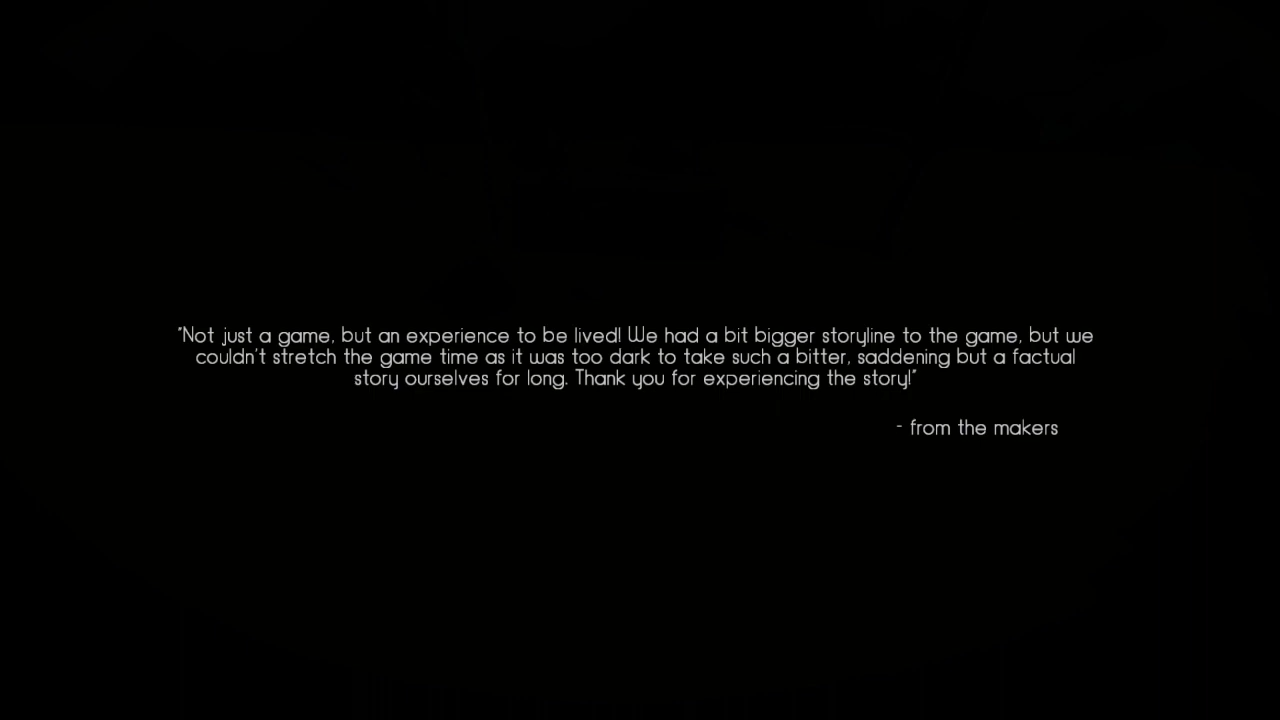 "Not just a game, but an experience to be lived! We had a bit bigger storyline to the game, but we
couldn't stretch the game time as it was too dark to take such a bitter, saddening but a factual
story ourselves for long. Thank you for experiencing the story!"
- from the makers